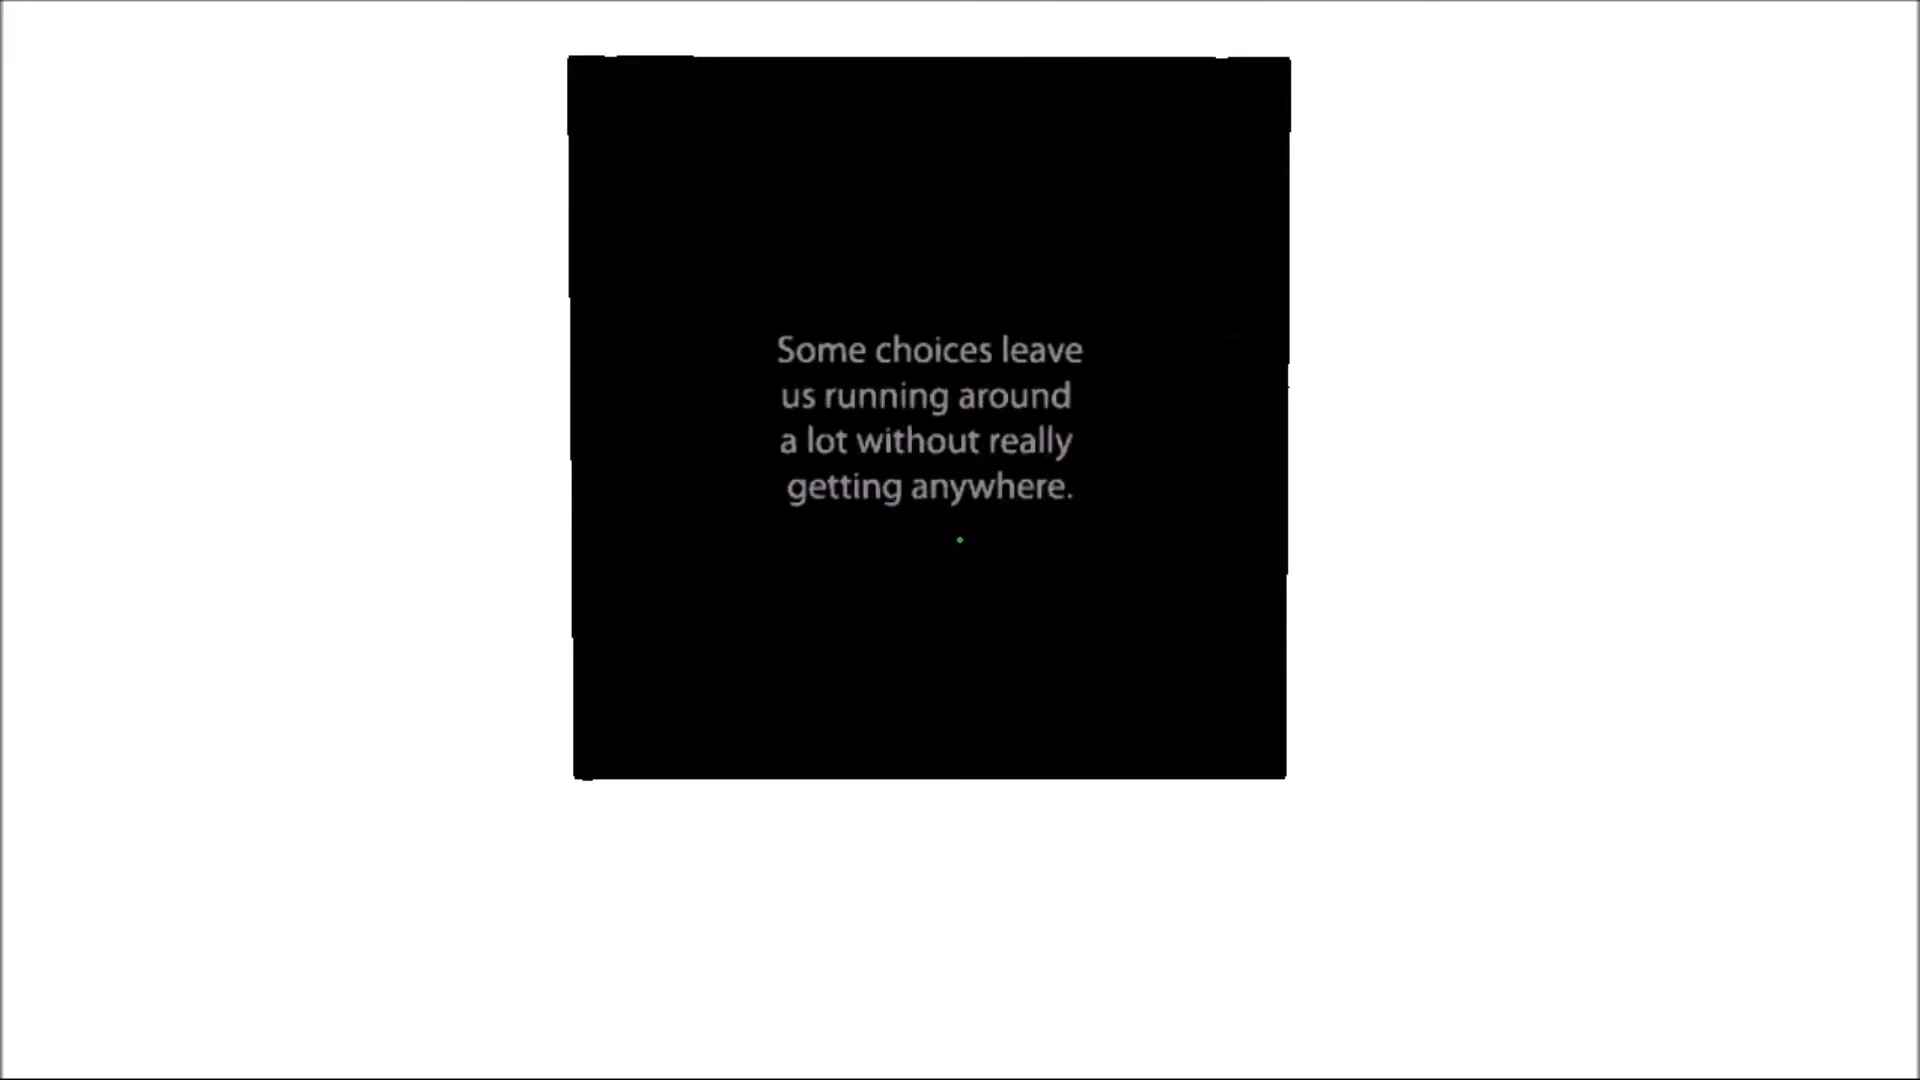 Some choices leave
us running around
a lot without really
getting anywhere.